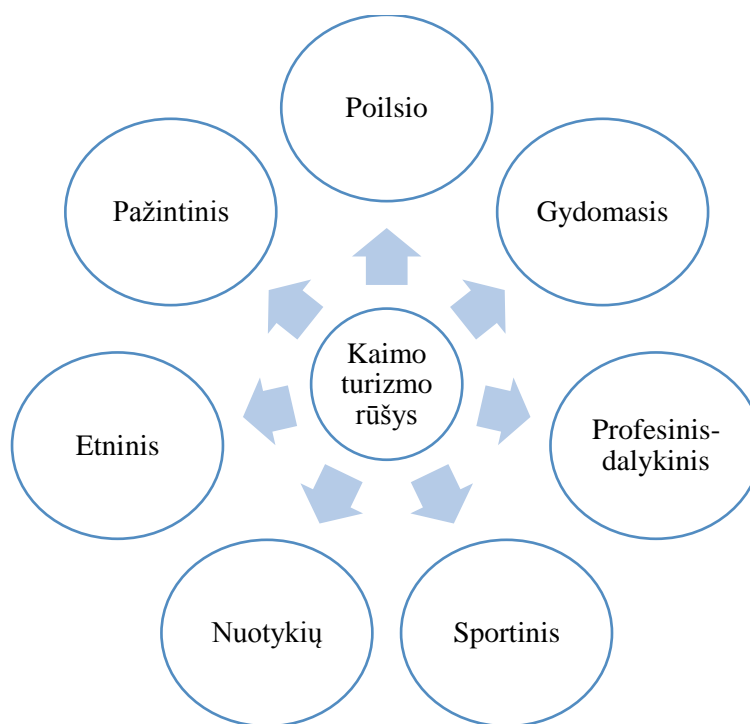 Poilsio
Gydomasis
Profesinis-
dalykinis
Sportinis
Nuotykių
Etninis
Pažintinis
Kaimo
turizmo
rūšys